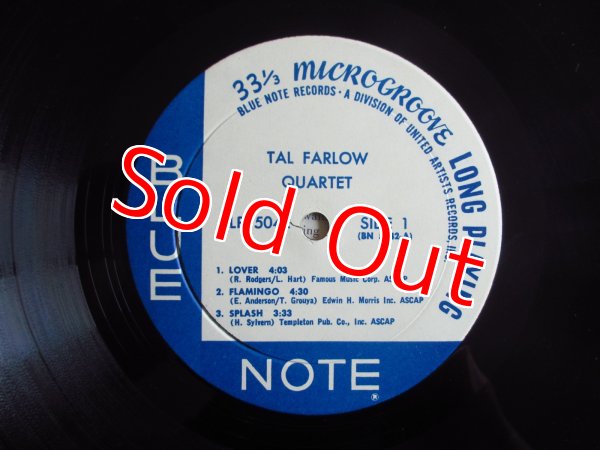 33⅓ MICROGROOVE LONG PLAYING
BLUE NOTE RECORDS · A DIVISION OF UNITED ARTISTS RECORDS,
TAL FARLOW
QUARTET
BLUE
SIDE 1
Sold Out
1. LOVER 4:03
(R. Rodgers/L. Hart) Famous Music Corp. ASCAP
2. FLAMINGO 4:30
(E. Anderson/T. Grouya) Edwin H. Morris Inc. ASCAP
3. SPLASH 3:33
(H. Sylvern) Templeton Pub. Co., Inc. ASCAP
NOTE
®